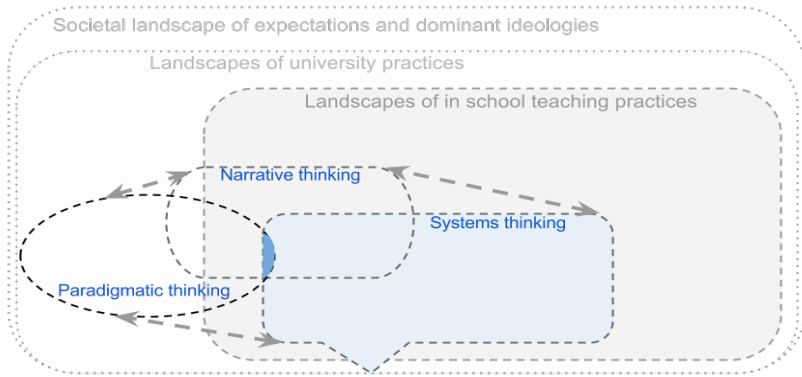 Societal landscape of expectations and dominant ideologies
Landscapes of university practices
Landscapes of in school teaching practices
Narrative thinking
Systems thinking
Paradigmatic thinking